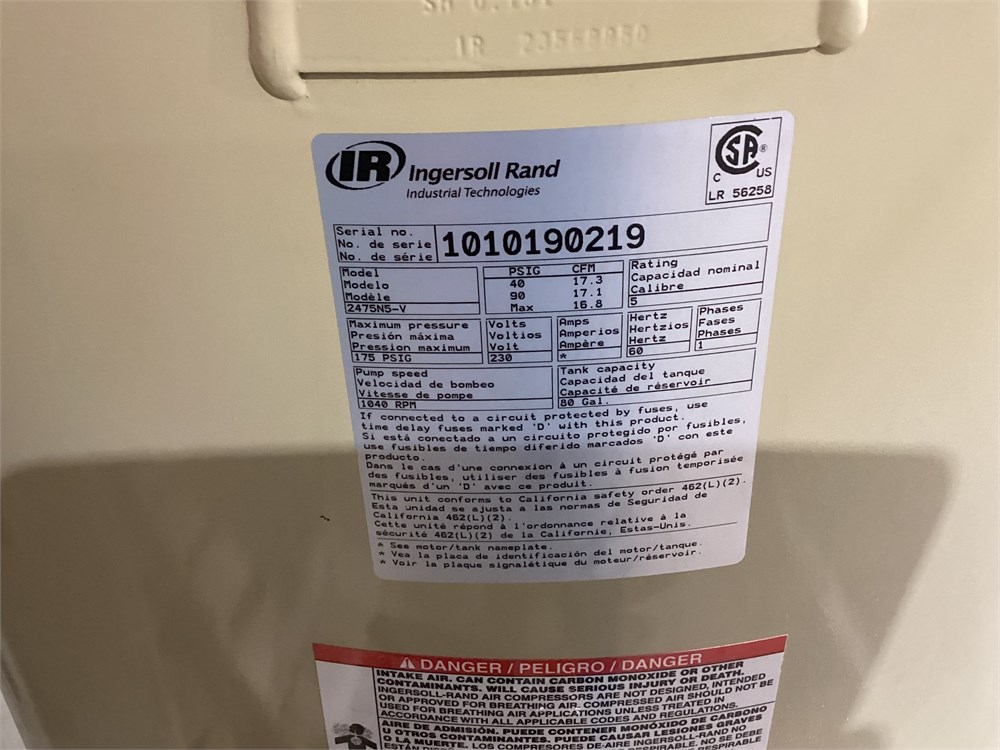 IR
IR Ingersoll Rand
Industrial Technologies
CSA ®
C US
LR 56258
Serial no.
No. de serie
No. de série
1010190219
Model
Modelo
Modèle
2475N5-V
PSIG CFM
40 17.3
90 17.1
Max 16.8
Rating
Capacidad nominal
Calibre
5
Maximum pressure
Presión máxima
Pression maximum
175 PSIG
Volts
Voltios
Volt
230
Amps
Amperios
Ampère
*
Hertz
Hertzios
Hertz
60
Phases
Fases
Phases
1
Pump speed
Velocidad de bombeo
Vitesse de pompe
1040 RPM
Tank capacity
Capacidad del tanque
Capacité de réservoir
80 Gal.
If connected to a circuit protected by fuses, use
time delay fuses marked 'D' with this product.
Si está conectado a un circuito protegido por fusibles,
use fusibles de tiempo diferido marcados 'D' con este
producto.
Dans le cas d'une connexion à un circuit protégé par
des fusibles, utiliser des fusibles à fusion temporisée
marqués d'un 'D' avec ce produit.
This unit conforms to California safety order 462(L)(2).
Esta unidad se ajusta a las normas de Seguridad de
California 462(L)(2).
Cette unité répond à l'ordonnance relative à la
sécurité 462(L)(2) de la Californie, Estas-Unis.
* See motor/tank nameplate.
* Vea la placa de identificación del motor/tanque.
* Voir la plaque signalétique du moteur/réservoir.
DANGER / PELIGRO / DANGER
INTAKE AIR. CAN CONTAIN CARBON MONOXIDE OR OTHER
CONTAMINANTS. WILL CAUSE SERIOUS INJURY OR DEATH.
INGERSOLL-RAND AIR COMPRESSORS ARE NOT DESIGNED, INTENDED
OR APPROVED FOR BREATHING AIR. COMPRESSED AIR SHOULD NOT BE
USED FOR BREATHING AIR APPLICATIONS UNLESS TREATED IN
ACCORDANCE WITH ALL APPLICABLE CODES AND REGULATIONS.
AIRE DE ADMISIÓN. PUEDE CONTENER MONÓXIDO DE CARBONO
U OTROS CONTAMINANTES. PUEDE CAUSAR LESIONES GRAVES
O LA MUERTE. LOS COMPRESORES DE AIRE INGERSOLL-RAND NO